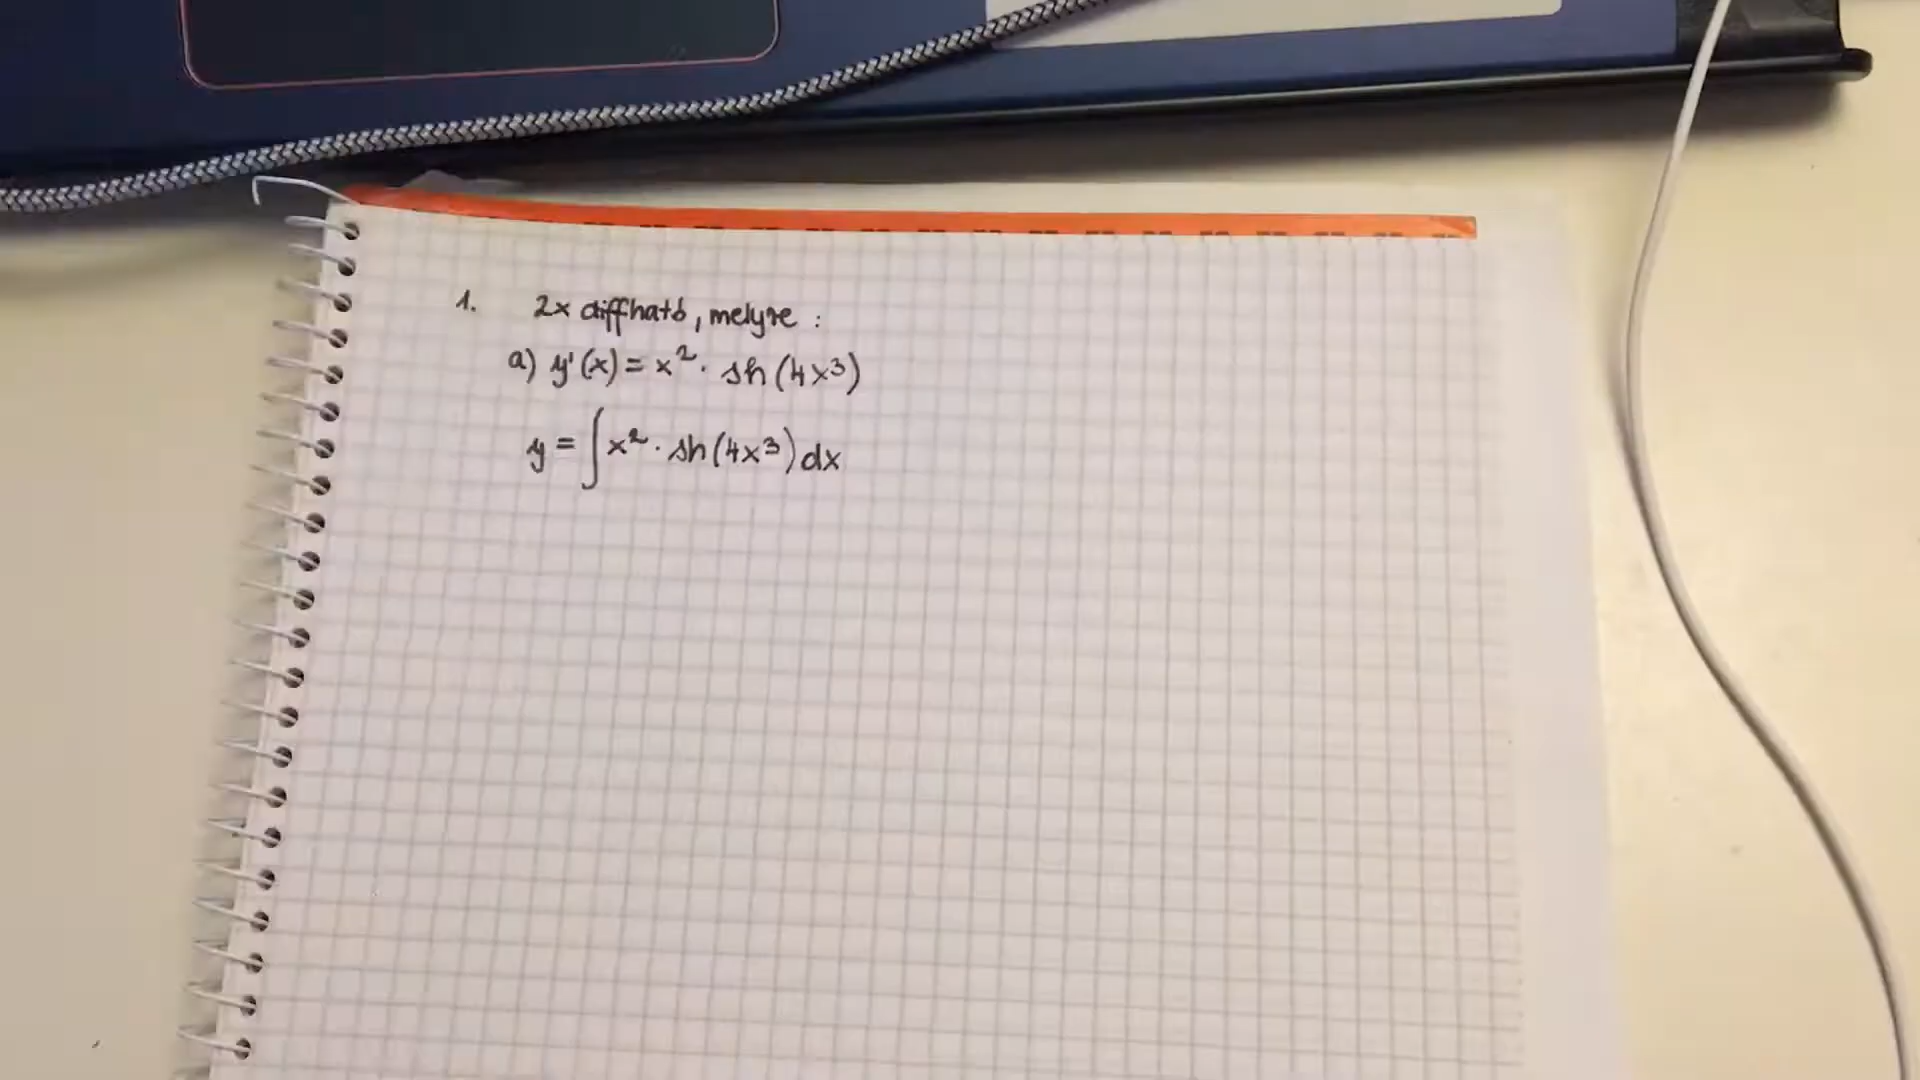 1. 2x diffható, melyre :
a) y'(x) = x² · sh(4x³)
y = ∫x² · sh(4x³) dx